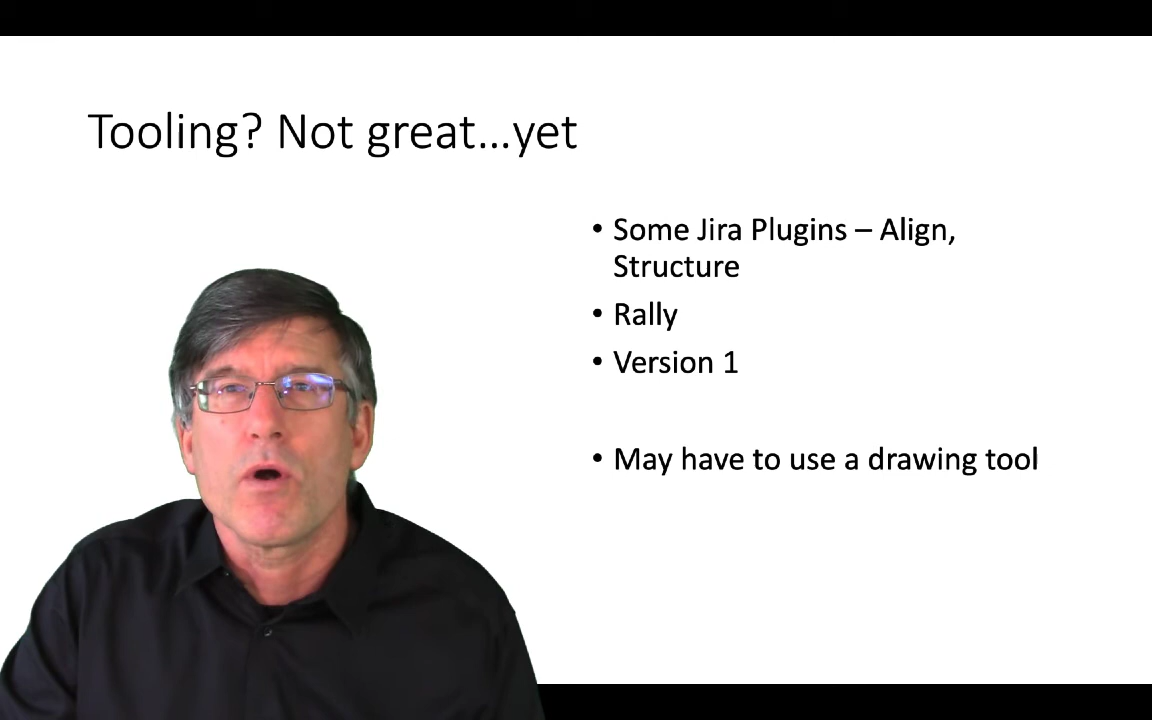 Tooling? Not great...yet
• Some Jira Plugins – Align,
Structure
• Rally
• Version 1
• May have to use a drawing tool